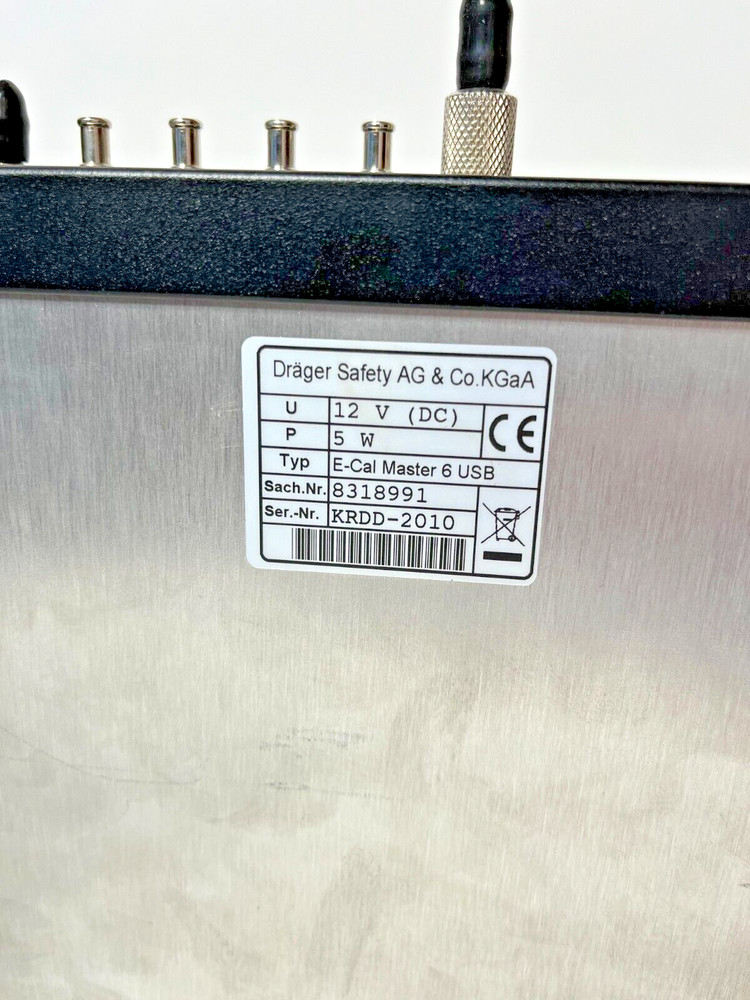 Dräger Safety AG & Co.KGaA
U 12 V (DC)
P 5 W
CE
Typ E-Cal Master 6 USB
Sach.Nr. 8318991
Ser.-Nr. KRDD-2010